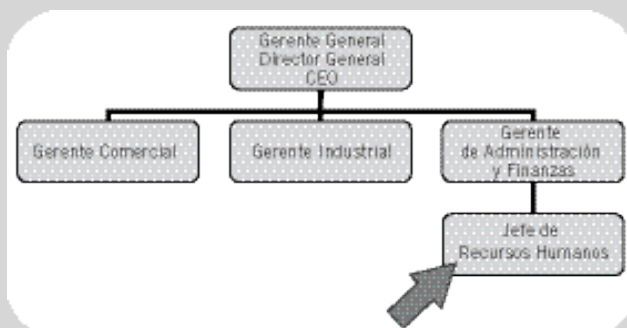 Gerente General
Director General
CEO
Gerente Comercial
Gerente Industrial
Gerente
de Administración
y Finanzas
Jefe de
Recursos Humanos